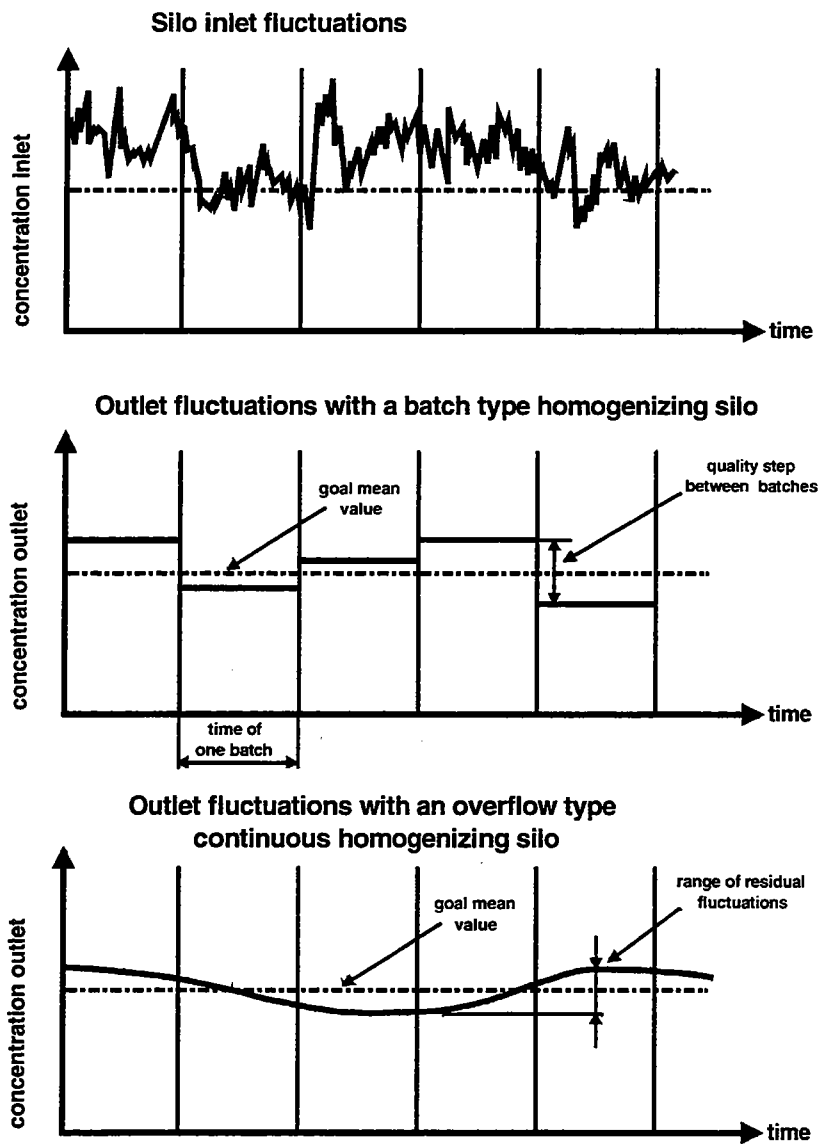 Silo inlet fluctuations
concentration inlet
time
Outlet fluctuations with a batch type homogenizing silo
goal mean
value
quality step
between batches
concentration outlet
time
time of
one batch
Outlet fluctuations with an overflow type
continuous homogenizing silo
goal mean
value
range of residual
fluctuations
concentration outlet
time